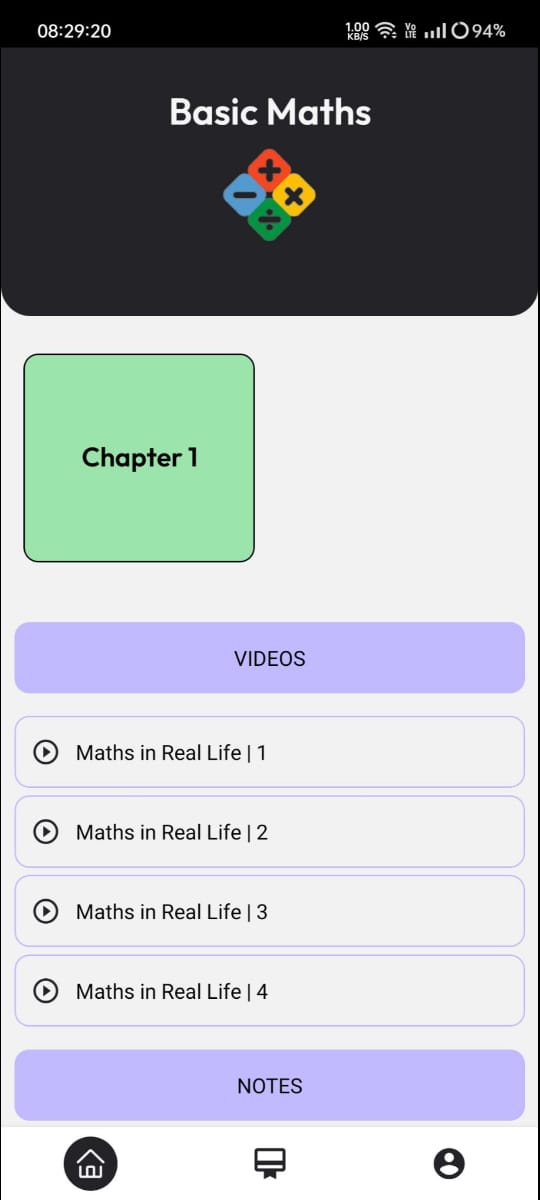 08:29:20
1.00
KB/S
Vo
LTE
94%
Basic Maths
Chapter 1
VIDEOS
Maths in Real Life | 1
Maths in Real Life | 2
Maths in Real Life | 3
Maths in Real Life | 4
NOTES